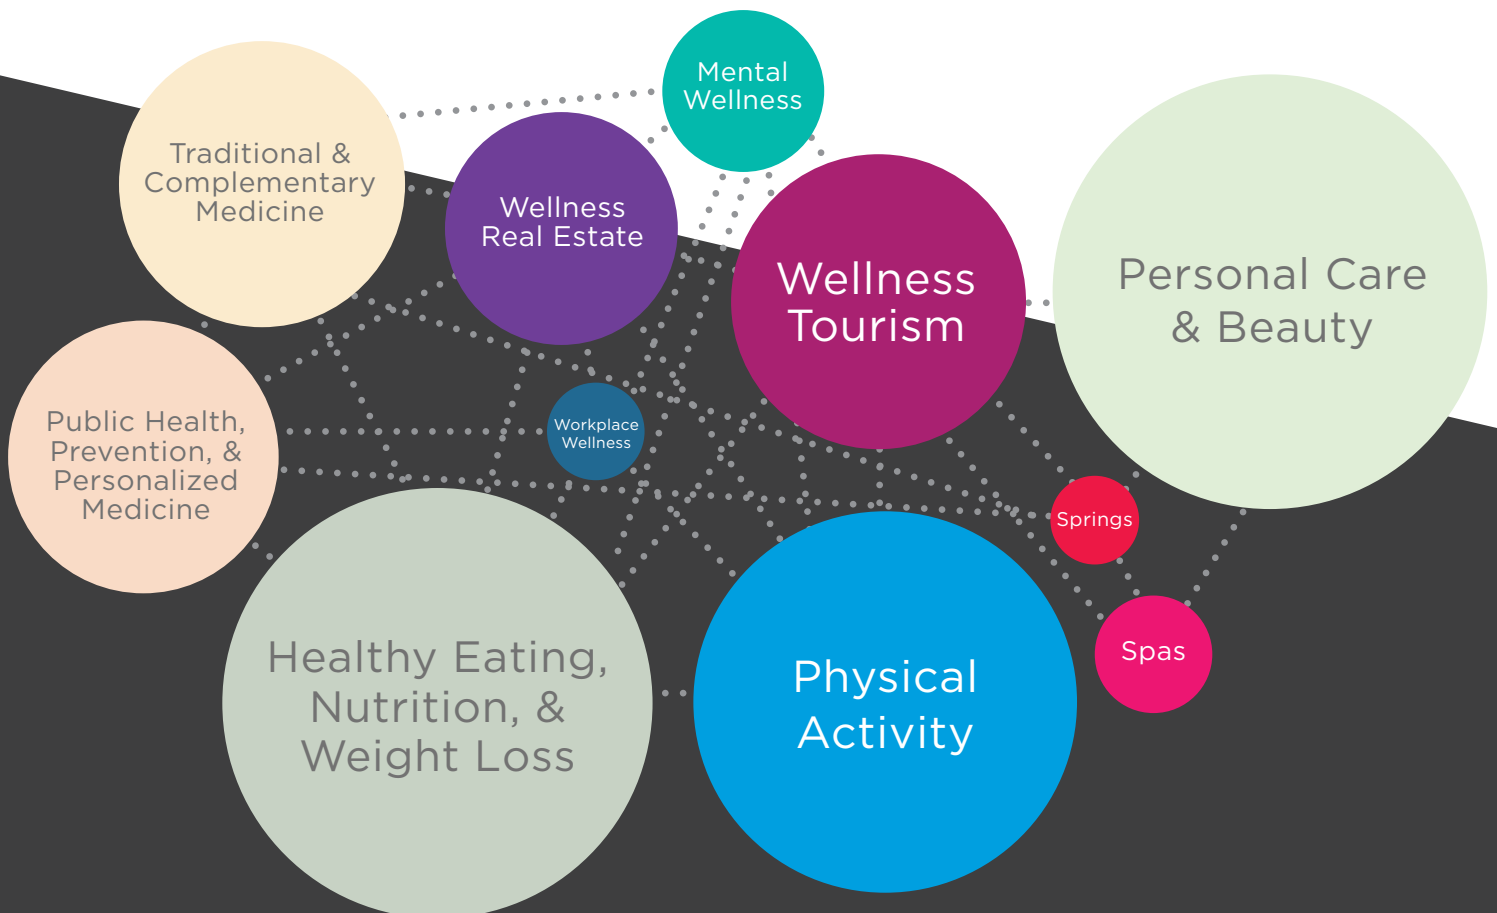 Mental
Wellness
Traditional &
Complementary
Medicine
Wellness
Real Estate
Wellness
Tourism
Personal Care
& Beauty
Public Health,
Prevention, &
Personalized
Medicine
Workplace
Wellness
Springs
Spas
Healthy Eating,
Nutrition, &
Weight Loss
Physical
Activity